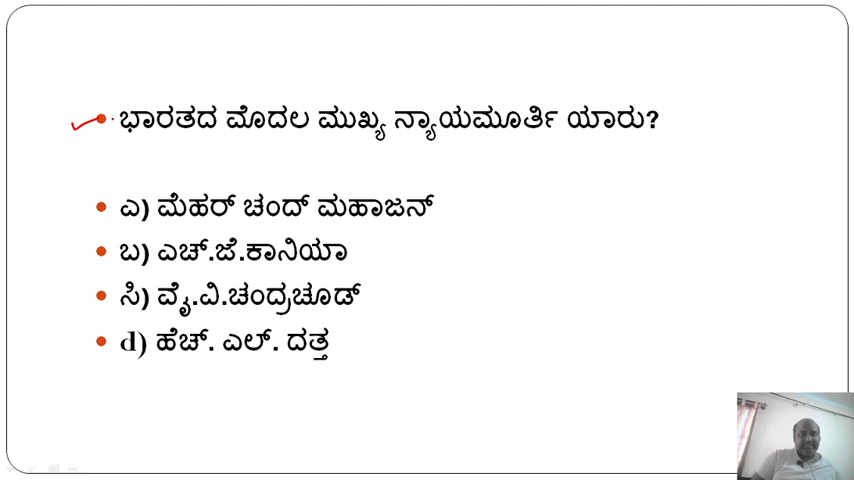 ಭಾರತದ ಮೊದಲ ಮುಖ್ಯ ನ್ಯಾಯಮೂರ್ತಿ ಯಾರು?
ಎ) ಮೆಹರ್ ಚಂದ್ ಮಹಾಜನ್
ಬ) ಎಚ್.ಜೆ.ಕಾನಿಯಾ
ಸಿ) ವೈ.ವಿ.ಚಂದ್ರಚೂಡ್
d) ಹೆಚ್. ಎಲ್. ದತ್ತ